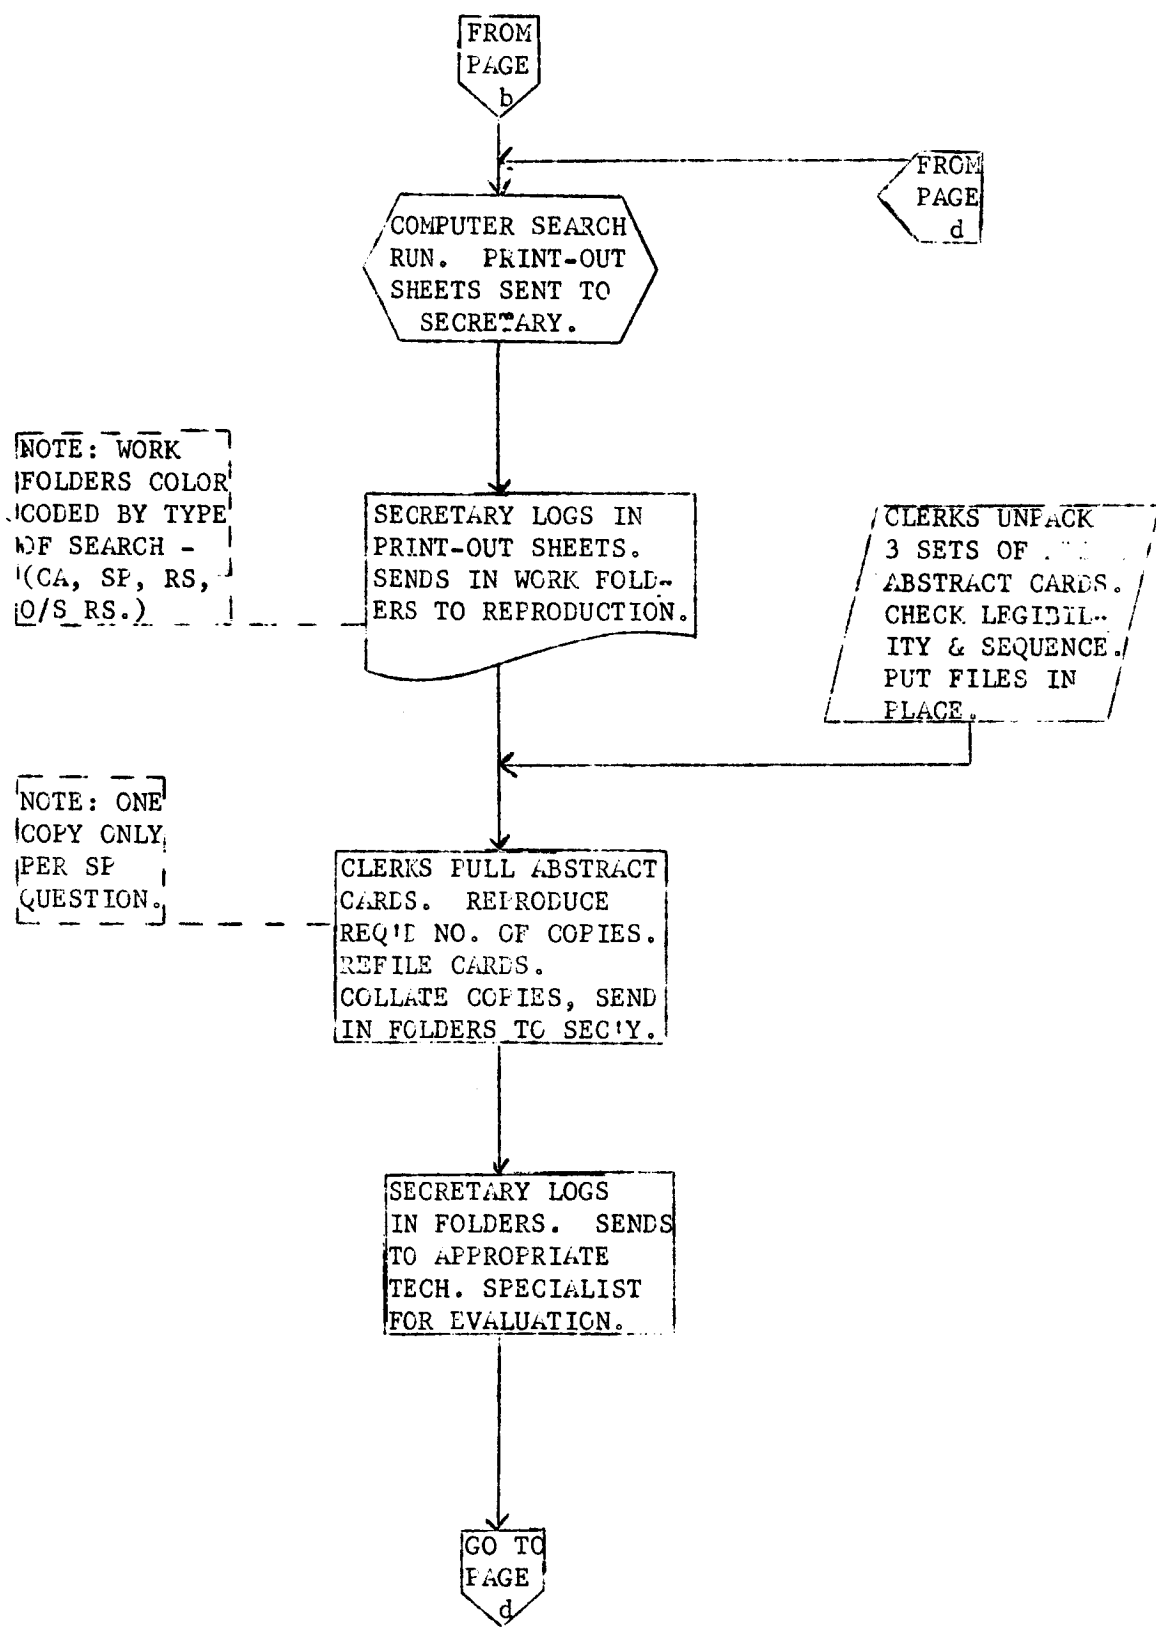 FROM
PAGE
b
FROM
PAGE
d
COMPUTER SEARCH
RUN. PRINT-OUT
SHEETS SENT TO
SECRETARY.
NOTE: WORK
FOLDERS COLOR
CODED BY TYPE
OF SEARCH -
(CA, SP, RS,
O/S RS.)
SECRETARY LOGS IN
PRINT-OUT SHEETS.
SENDS IN WORK FOLD-
ERS TO REPRODUCTION.
CLERKS UNPACK
3 SETS OF
ABSTRACT CARDS.
CHECK LEGIBIL-
ITY & SEQUENCE.
PUT FILES IN
PLACE.
NOTE: ONE
COPY ONLY
PER SP
QUESTION.
CLERKS PULL ABSTRACT
CARDS. REPRODUCE
REQ'D NO. OF COPIES.
REFILE CARDS.
COLLATE COPIES, SEND
IN FOLDERS TO SEC'Y.
SECRETARY LOGS
IN FOLDERS. SENDS
TO APPROPRIATE
TECH. SPECIALIST
FOR EVALUATION.
GO TO
PAGE
d